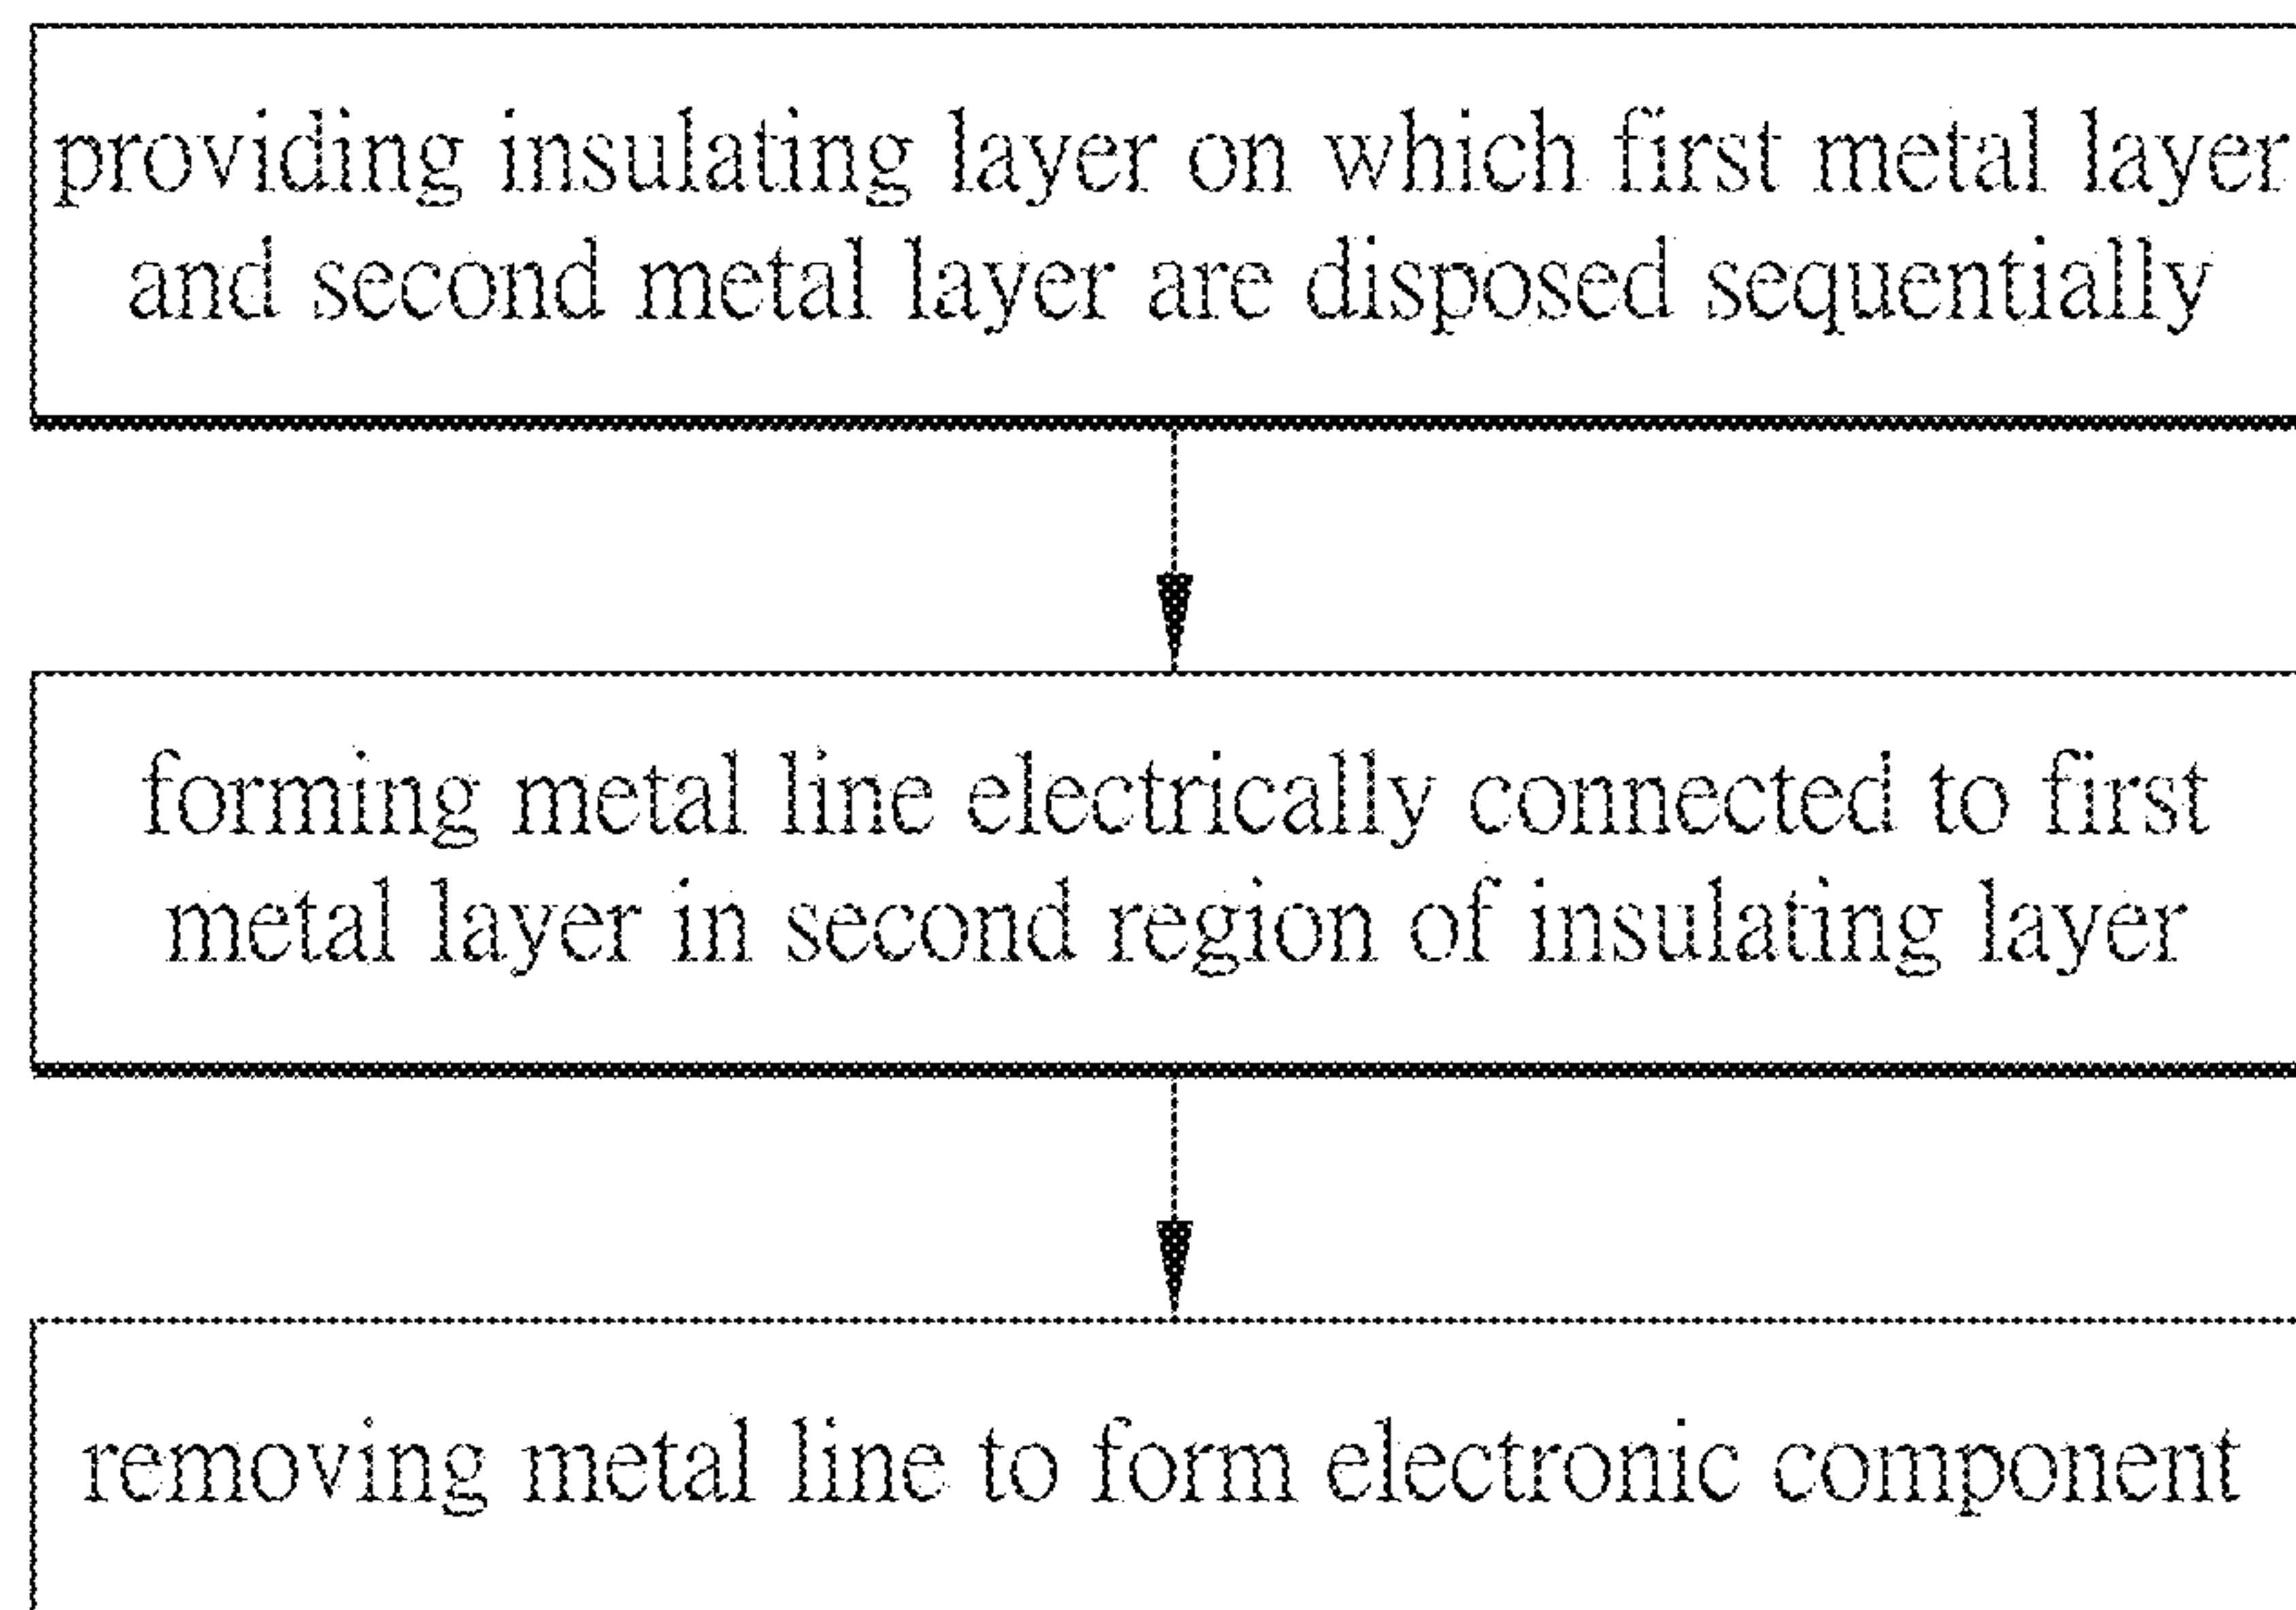 providing insulating layer on which first metal layer
and second metal layer are disposed sequentially
forming metal line electrically connected to first
metal layer in second region of insulating layer
removing metal line to form electronic component